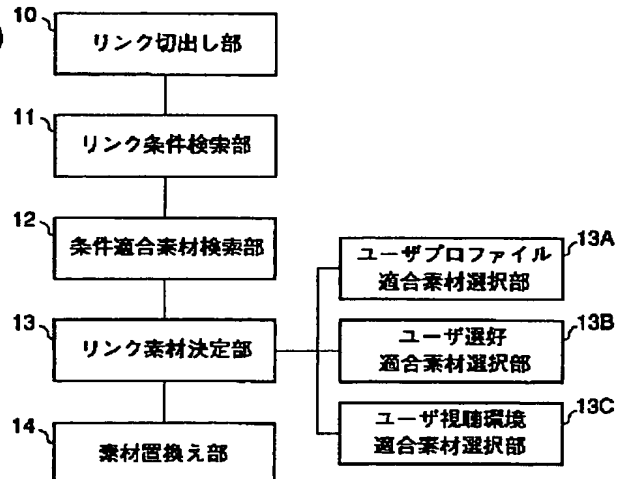 10
リンク切出し部
11
リンク条件検索部
12
条件適合素材検索部
13
リンク素材決定部
14
素材置換え部
ユーザプロファイル
適合素材選択部
13A
ユーザ選好
適合素材選択部
13B
ユーザ視聴環境
適合素材選択部
13C